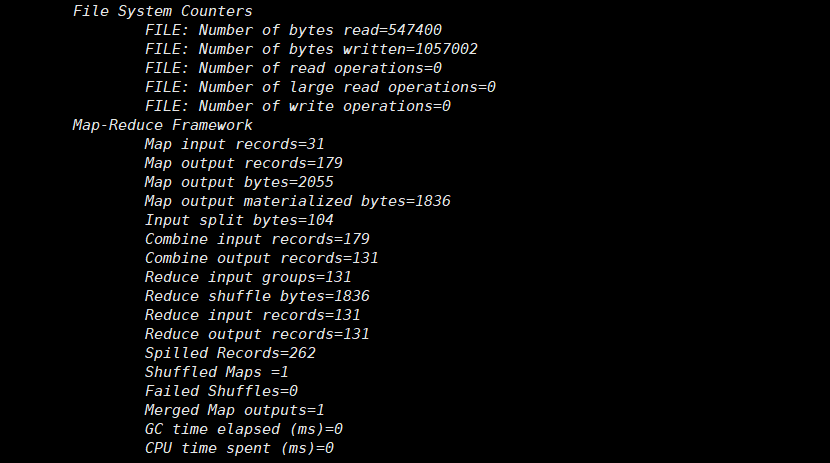 File System Counters
FILE: Number of bytes read=547400
FILE: Number of bytes written=1057002
FILE: Number of read operations=0
FILE: Number of large read operations=0
FILE: Number of write operations=0
Map-Reduce Framework
Map input records=31
Map output records=179
Map output bytes=2055
Map output materialized bytes=1836
Input split bytes=104
Combine input records=179
Combine output records=131
Reduce input groups=131
Reduce shuffle bytes=1836
Reduce input records=131
Reduce output records=131
Spilled Records=262
Shuffled Maps =1
Failed Shuffles=0
Merged Map outputs=1
GC time elapsed (ms)=0
CPU time spent (ms)=0